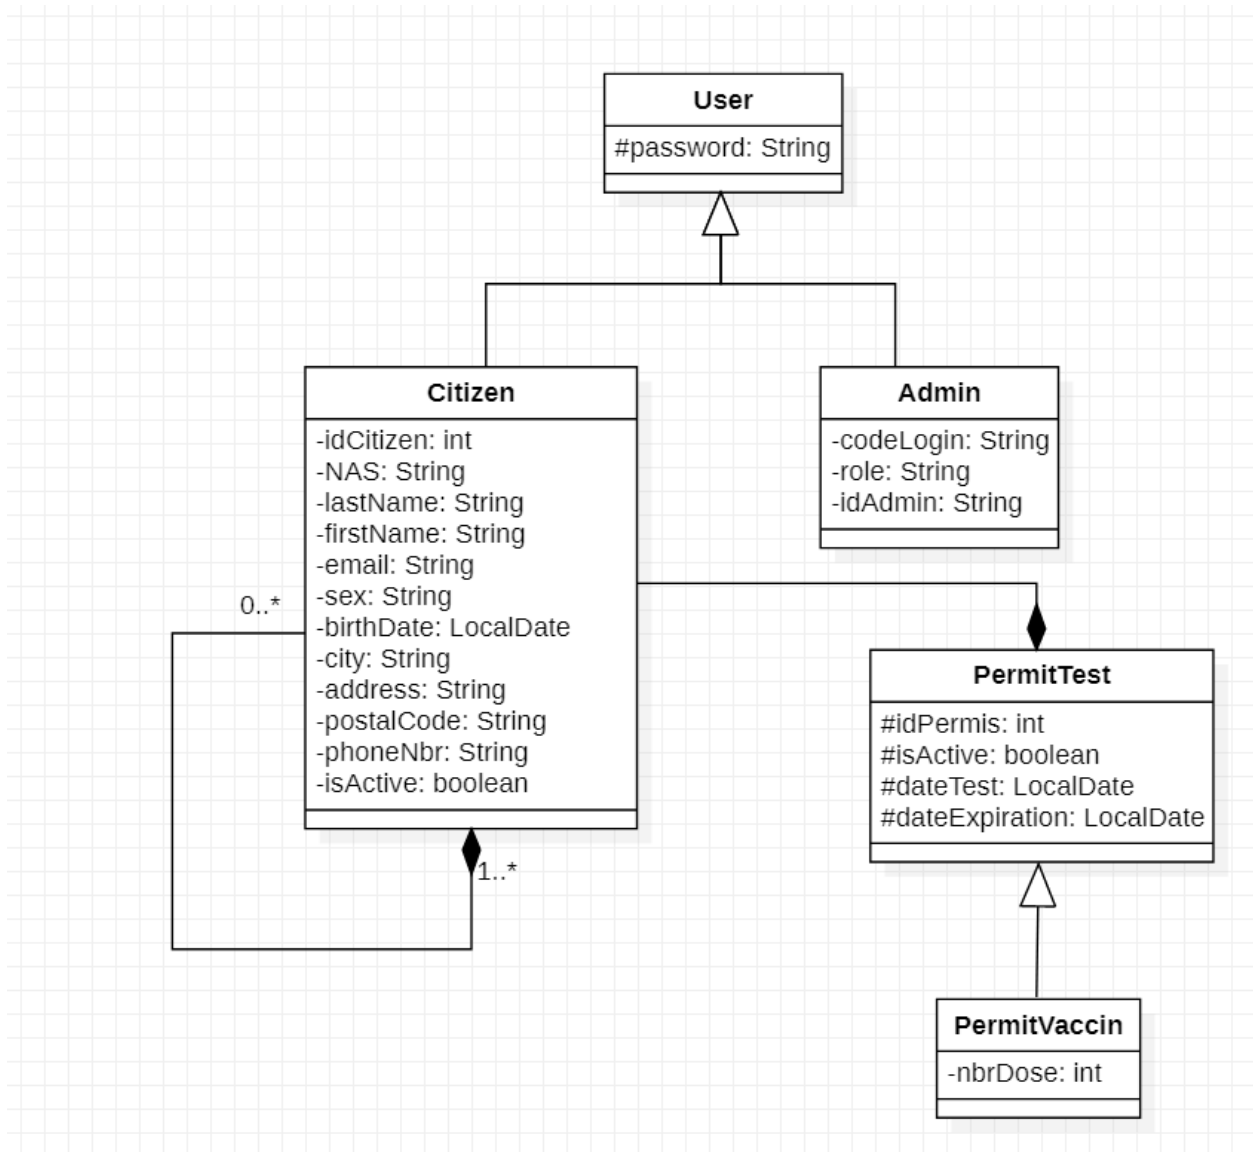 User
#password: String
Citizen
-idCitizen: int
-NAS: String
-lastName: String
-firstName: String
-email: String
-sex: String
-birthDate: LocalDate
-city: String
-address: String
-postalCode: String
-phoneNbr: String
-isActive: boolean
0..*
1..*
Admin
-codeLogin: String
-role: String
-idAdmin: String
PermitTest
#idPermis: int
#isActive: boolean
#dateTest: LocalDate
#dateExpiration: LocalDate
PermitVaccin
-nbrDose: int